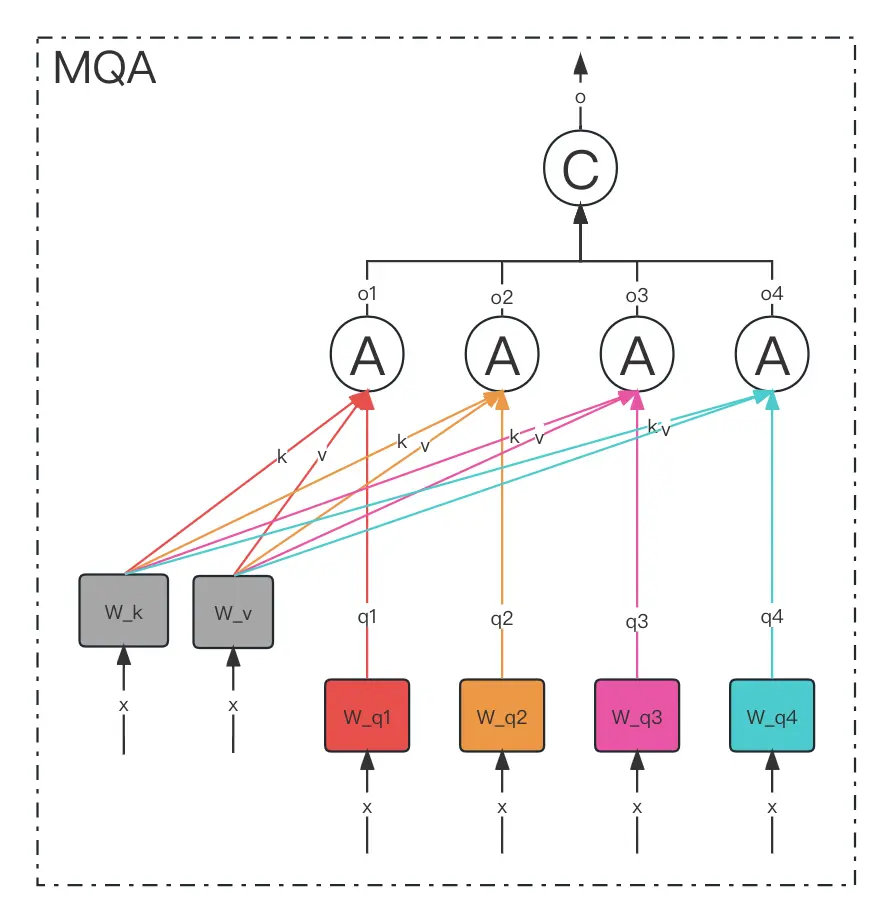 MQA
o
C
o1 o2 o3 o4
A A A A
k v k v k v k v
W_k W_v q1 q2 q3 q4
x x W_q1 W_q2 W_q3 W_q4
x x x x